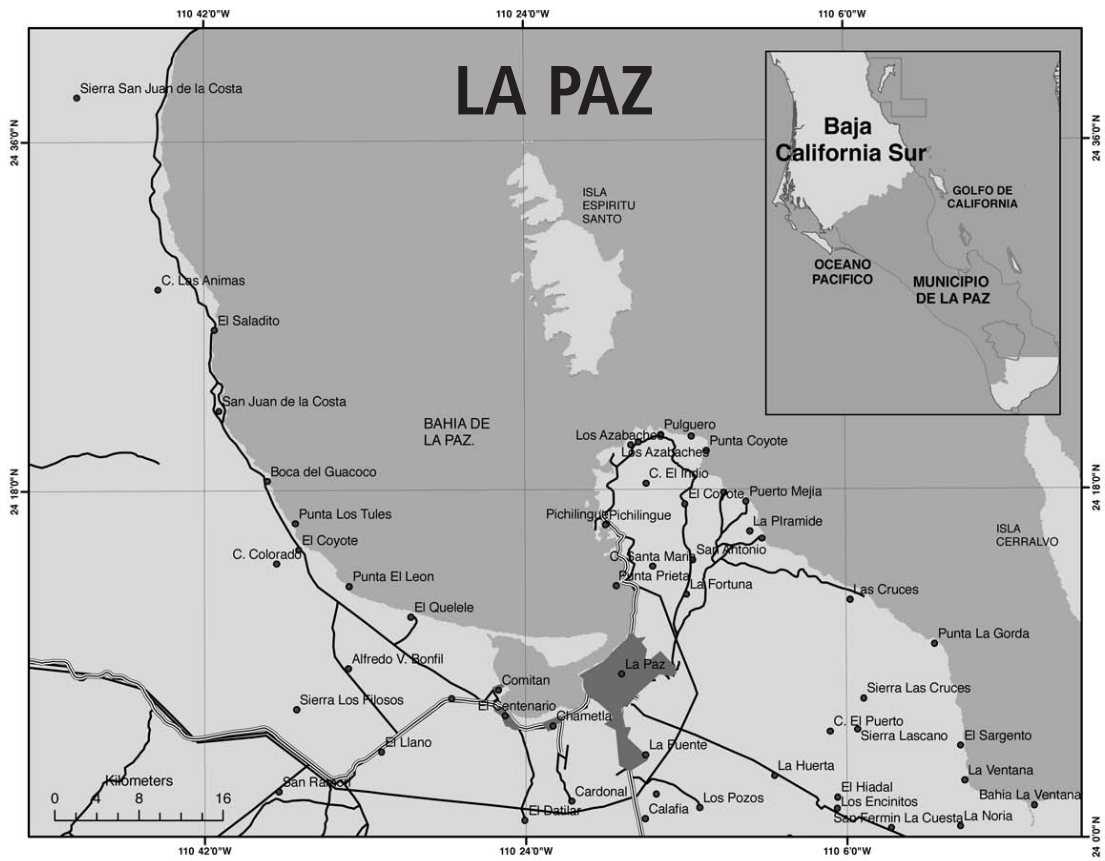 110 42'0"W
110 24'0"W
110 6'0"W
LA PAZ
Sierra San Juan de la Costa
24 36'0"N
24 36'0"N
Baja
California Sur
GOLFO DE
CALIFORNIA
OCEANO
PACIFICO
MUNICIPIO
DE LA PAZ
ISLA
ESPIRITU
SANTO
C. Las Animas
El Saladito
San Juan de la Costa
BAHIA DE
LA PAZ.
Pulguero
Los Azabaches
Punta Coyote
Los Azabaches
Boca del Guacoco
C. El Indio
24 18'0"N
24 18'0"N
El Coyote
Puerto Mejia
Punta Los Tules
Pichilingue
Pichilingue
La PIramide
ISLA
CERRALVO
El Coyote
C. Colorado
C. Santa Maria
San Antonio
Punta El Leon
Punta Prieta
La Fortuna
Las Cruces
El Quelele
Punta La Gorda
Alfredo V. Bonfil
La Paz
Comitan
Sierra Las Cruces
Sierra Los Filosos
El Centenario
Chametla
C. El Puerto
Sierra Lascano
El Sargento
El Llano
La Fuente
La Huerta
La Ventana
Kilometers
San Ramon
0 4 8 16
Cardonal
Calafia
Los Pozos
El Hiadal
Los Encinitos
Bahia La Ventana
El Datilar
San Fermin
La Cuesta
La Noria
24 0'0"N
110 42'0"W
110 24'0"W
110 6'0"W